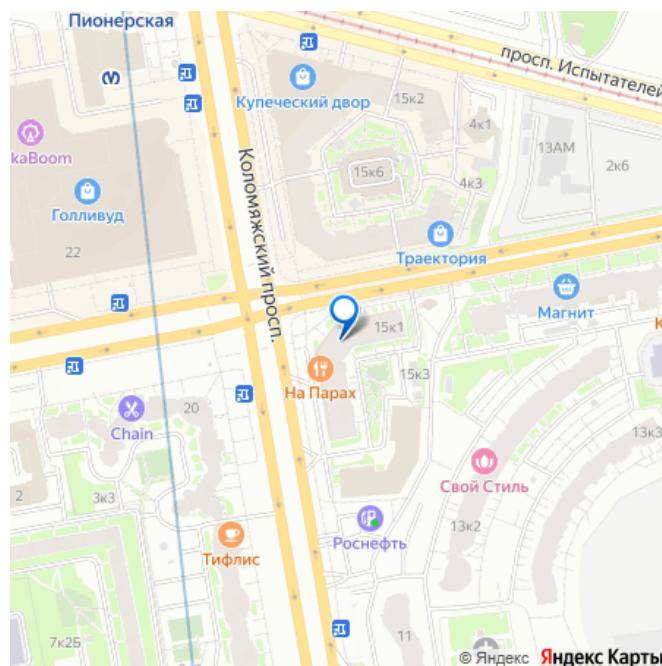 Пионерская
просп. Испытателей
Купеческий двор
15к2
4к1
13АМ
2к6
kaBoom
15к6
4к3
Голливуд
22
Коломяжский просп.
Траектория
Магнит
15к1
К
На Парах
15к3
20
Chain
13к3
Свой Стиль
2
3к3
13к2
Роснефть
Тифлис
7к25
11
© Яндекс Яндекс Карты